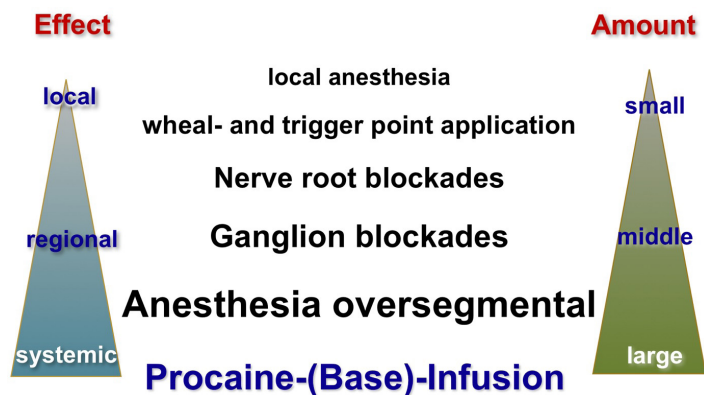 Effect
Amount
local anesthesia
local
small
wheal- and trigger point application
Nerve root blockades
regional
Ganglion blockades
middle
Anesthesia oversegmental
systemic
large
Procaine-(Base)-Infusion